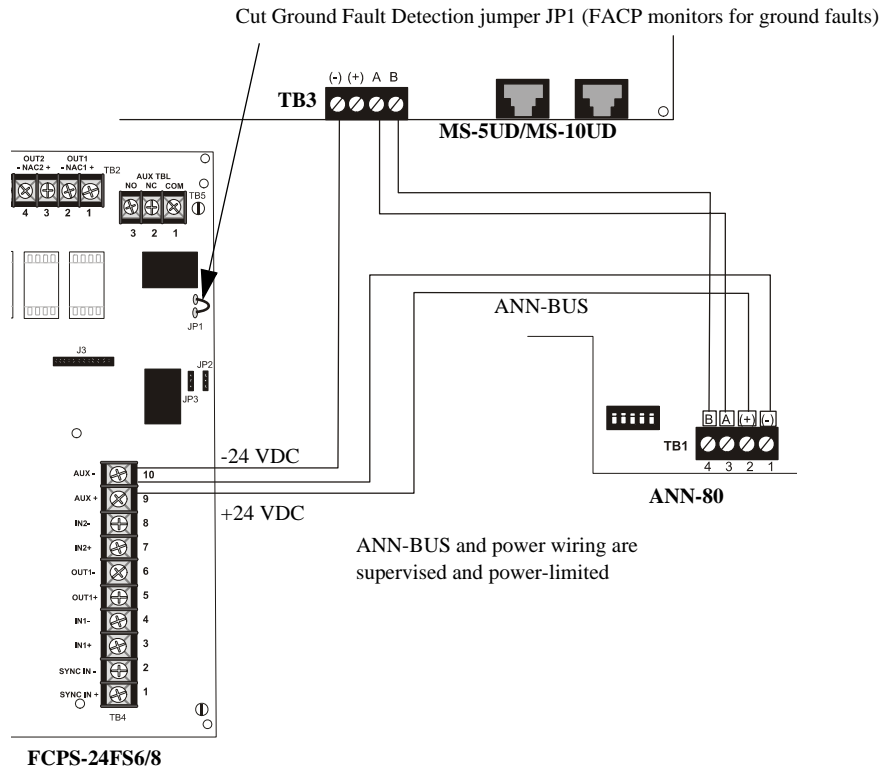 Cut Ground Fault Detection jumper JP1 (FACP monitors for ground faults)
(-) (+) A B
TB3
MS-5UD/MS-10UD
OUT2 OUT1
- NAC2 + - NAC1 +
TB2
4 3 2 1
AUX TBL
NO NC COM
TB5
3 2 1
JP1
ANN-BUS
J3
JP2
JP3
B A (+) (-)
TB1
4 3 2 1
ANN-80
-24 VDC
+24 VDC
AUX - 10
AUX + 9
IN2- 8
IN2+ 7
OUT1- 6
OUT1+ 5
IN1- 4
IN1+ 3
SYNC IN - 2
SYNC IN + 1
TB4
ANN-BUS and power wiring are
supervised and power-limited
FCPS-24FS6/8